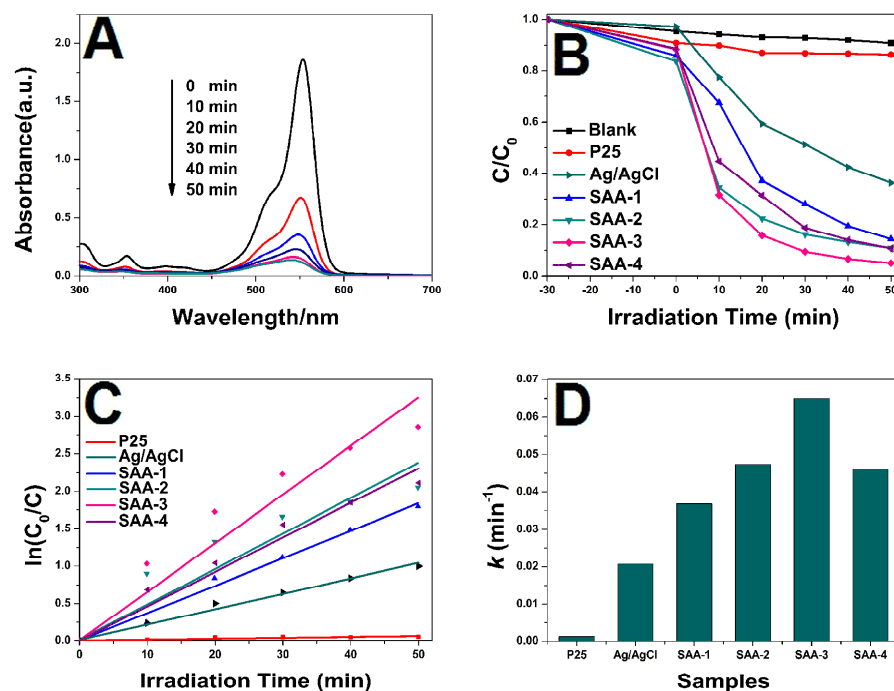 A
0 min
10 min
20 min
30 min
40 min
50 min
2.0
1.5
1.0
0.5
0.0
Absorbance(a.u.)
300 400 500 600 700
Wavelength/nm
B
1.0
0.8
0.6
0.4
0.2
0.0
C/C0
Blank
P25
Ag/AgCl
SAA-1
SAA-2
SAA-3
SAA-4
-30 -20 -10 0 10 20 30 40 50
Irradiation Time (min)
C
3.5
3.0
2.5
2.0
1.5
1.0
0.5
0.0
ln(C0/C)
P25
Ag/AgCl
SAA-1
SAA-2
SAA-3
SAA-4
0 10 20 30 40 50
Irradiation Time (min)
D
0.07
0.06
0.05
0.04
0.03
0.02
0.01
0.00
k (min-1)
P25 Ag/AgCl SAA-1 SAA-2 SAA-3 SAA-4
Samples